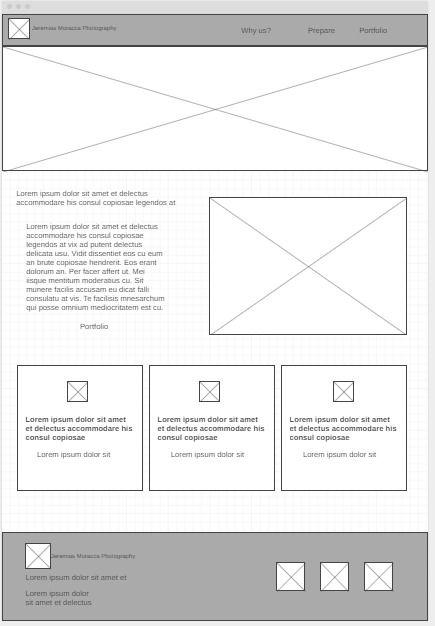 Jeremias Moracca Photography
Why us?
Prepare
Portfolio
Lorem ipsum dolor sit amet et delectus
accommodare his consul copiosae legendos at
Lorem ipsum dolor sit amet et delectus
accommodare his consul copiosae
legendos at vix ad putent delectus
delicata usu. Vidit dissentiet eos cu eum
an brute copiosae hendrerit. Eos erant
dolorum an. Per facer affert ut. Mei
iisque mentitum moderatius cu. Sit
munere facilis accusam eu dicat falli
consulatu at vis. Te facilisis mnesarchum
qui posse omnium mediocritatem est cu.
Portfolio
Lorem ipsum dolor sit amet
et delectus accommodare his
consul copiosae
Lorem ipsum dolor sit
Lorem ipsum dolor sit amet
et delectus accommodare his
consul copiosae
Lorem ipsum dolor sit
Lorem ipsum dolor sit amet
et delectus accommodare his
consul copiosae
Lorem ipsum dolor sit
Jeremias Moracca Photography
Lorem ipsum dolor sit amet et
Lorem ipsum dolor
sit amet et delectus